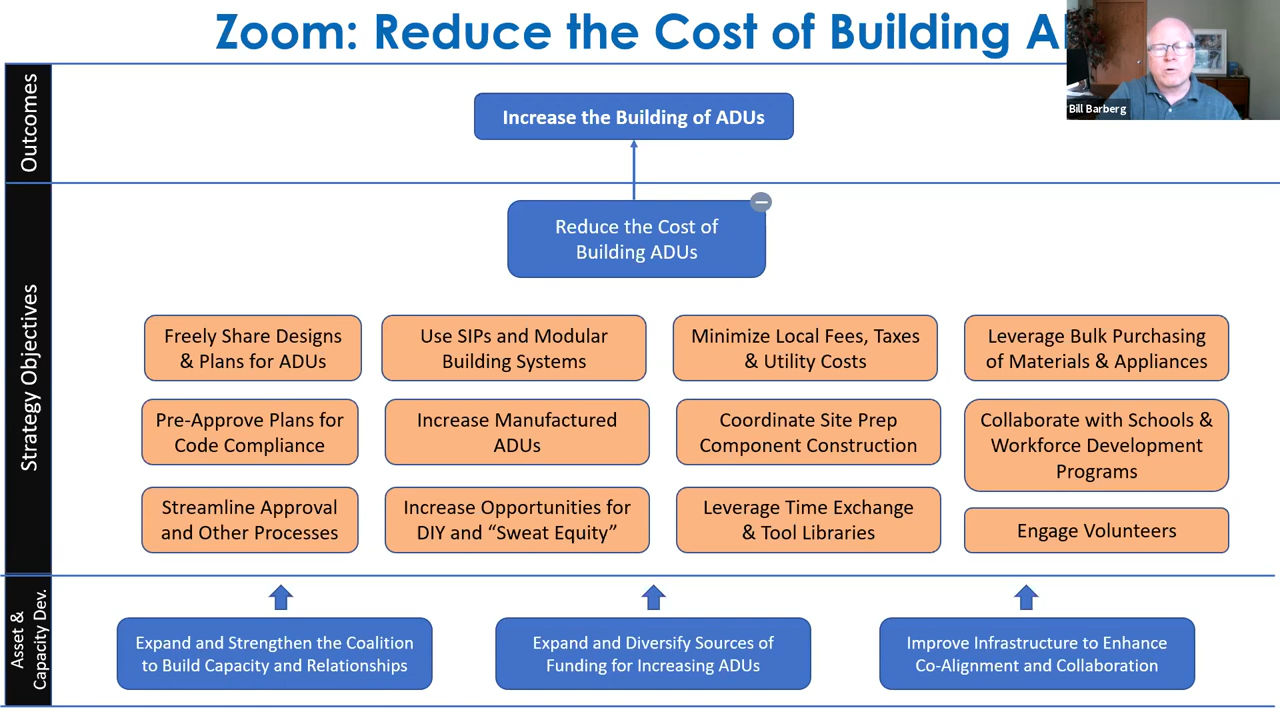 Zoom: Reduce the Cost of Building
Bill Barberg
Outcomes
Increase the Building of ADUs
Strategy Objectives
Reduce the Cost of
Building ADUs
Freely Share Designs
& Plans for ADUs
Use SIPs and Modular
Building Systems
Minimize Local Fees, Taxes
& Utility Costs
Leverage Bulk Purchasing
of Materials & Appliances
Pre-Approve Plans for
Code Compliance
Increase Manufactured
ADUs
Coordinate Site Prep
Component Construction
Collaborate with Schools &
Workforce Development
Programs
Streamline Approval
and Other Processes
Increase Opportunities for
DIY and “Sweat Equity”
Leverage Time Exchange
& Tool Libraries
Engage Volunteers
Asset &
Capacity Dev.
Expand and Strengthen the Coalition
to Build Capacity and Relationships
Expand and Diversify Sources of
Funding for Increasing ADUs
Improve Infrastructure to Enhance
Co-Alignment and Collaboration